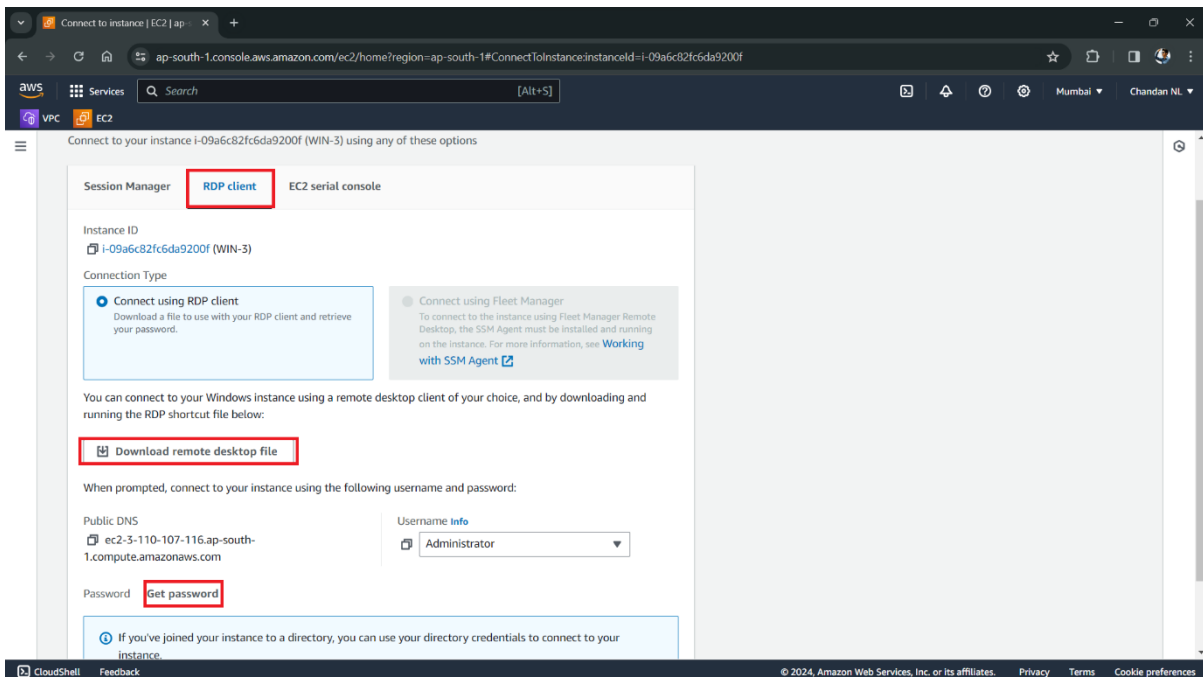 Connect to instance | EC2 | ap-s
ap-south-1.console.aws.amazon.com/ec2/home?region=ap-south-1#ConnectToInstance:instanceId=i-09a6c82fc6da9200f
aws Services Search [Alt+S] Mumbai Chandan NL
VPC EC2
Connect to your instance i-09a6c82fc6da9200f (WIN-3) using any of these options
Session Manager RDP client EC2 serial console
Instance ID
i-09a6c82fc6da9200f (WIN-3)
Connection Type
Connect using RDP client
Download a file to use with your RDP client and retrieve
your password.
Connect using Fleet Manager
To connect to the instance using Fleet Manager Remote
Desktop, the SSM Agent must be installed and running
on the instance. For more information, see Working
with SSM Agent
You can connect to your Windows instance using a remote desktop client of your choice, and by downloading and
running the RDP shortcut file below:
Download remote desktop file
When prompted, connect to your instance using the following username and password:
Public DNS
ec2-3-110-107-116.ap-south-
1.compute.amazonaws.com
Username Info
Administrator
Password Get password
If you've joined your instance to a directory, you can use your directory credentials to connect to your
instance.
CloudShell Feedback © 2024, Amazon Web Services, Inc. or its affiliates. Privacy Terms Cookie preferences